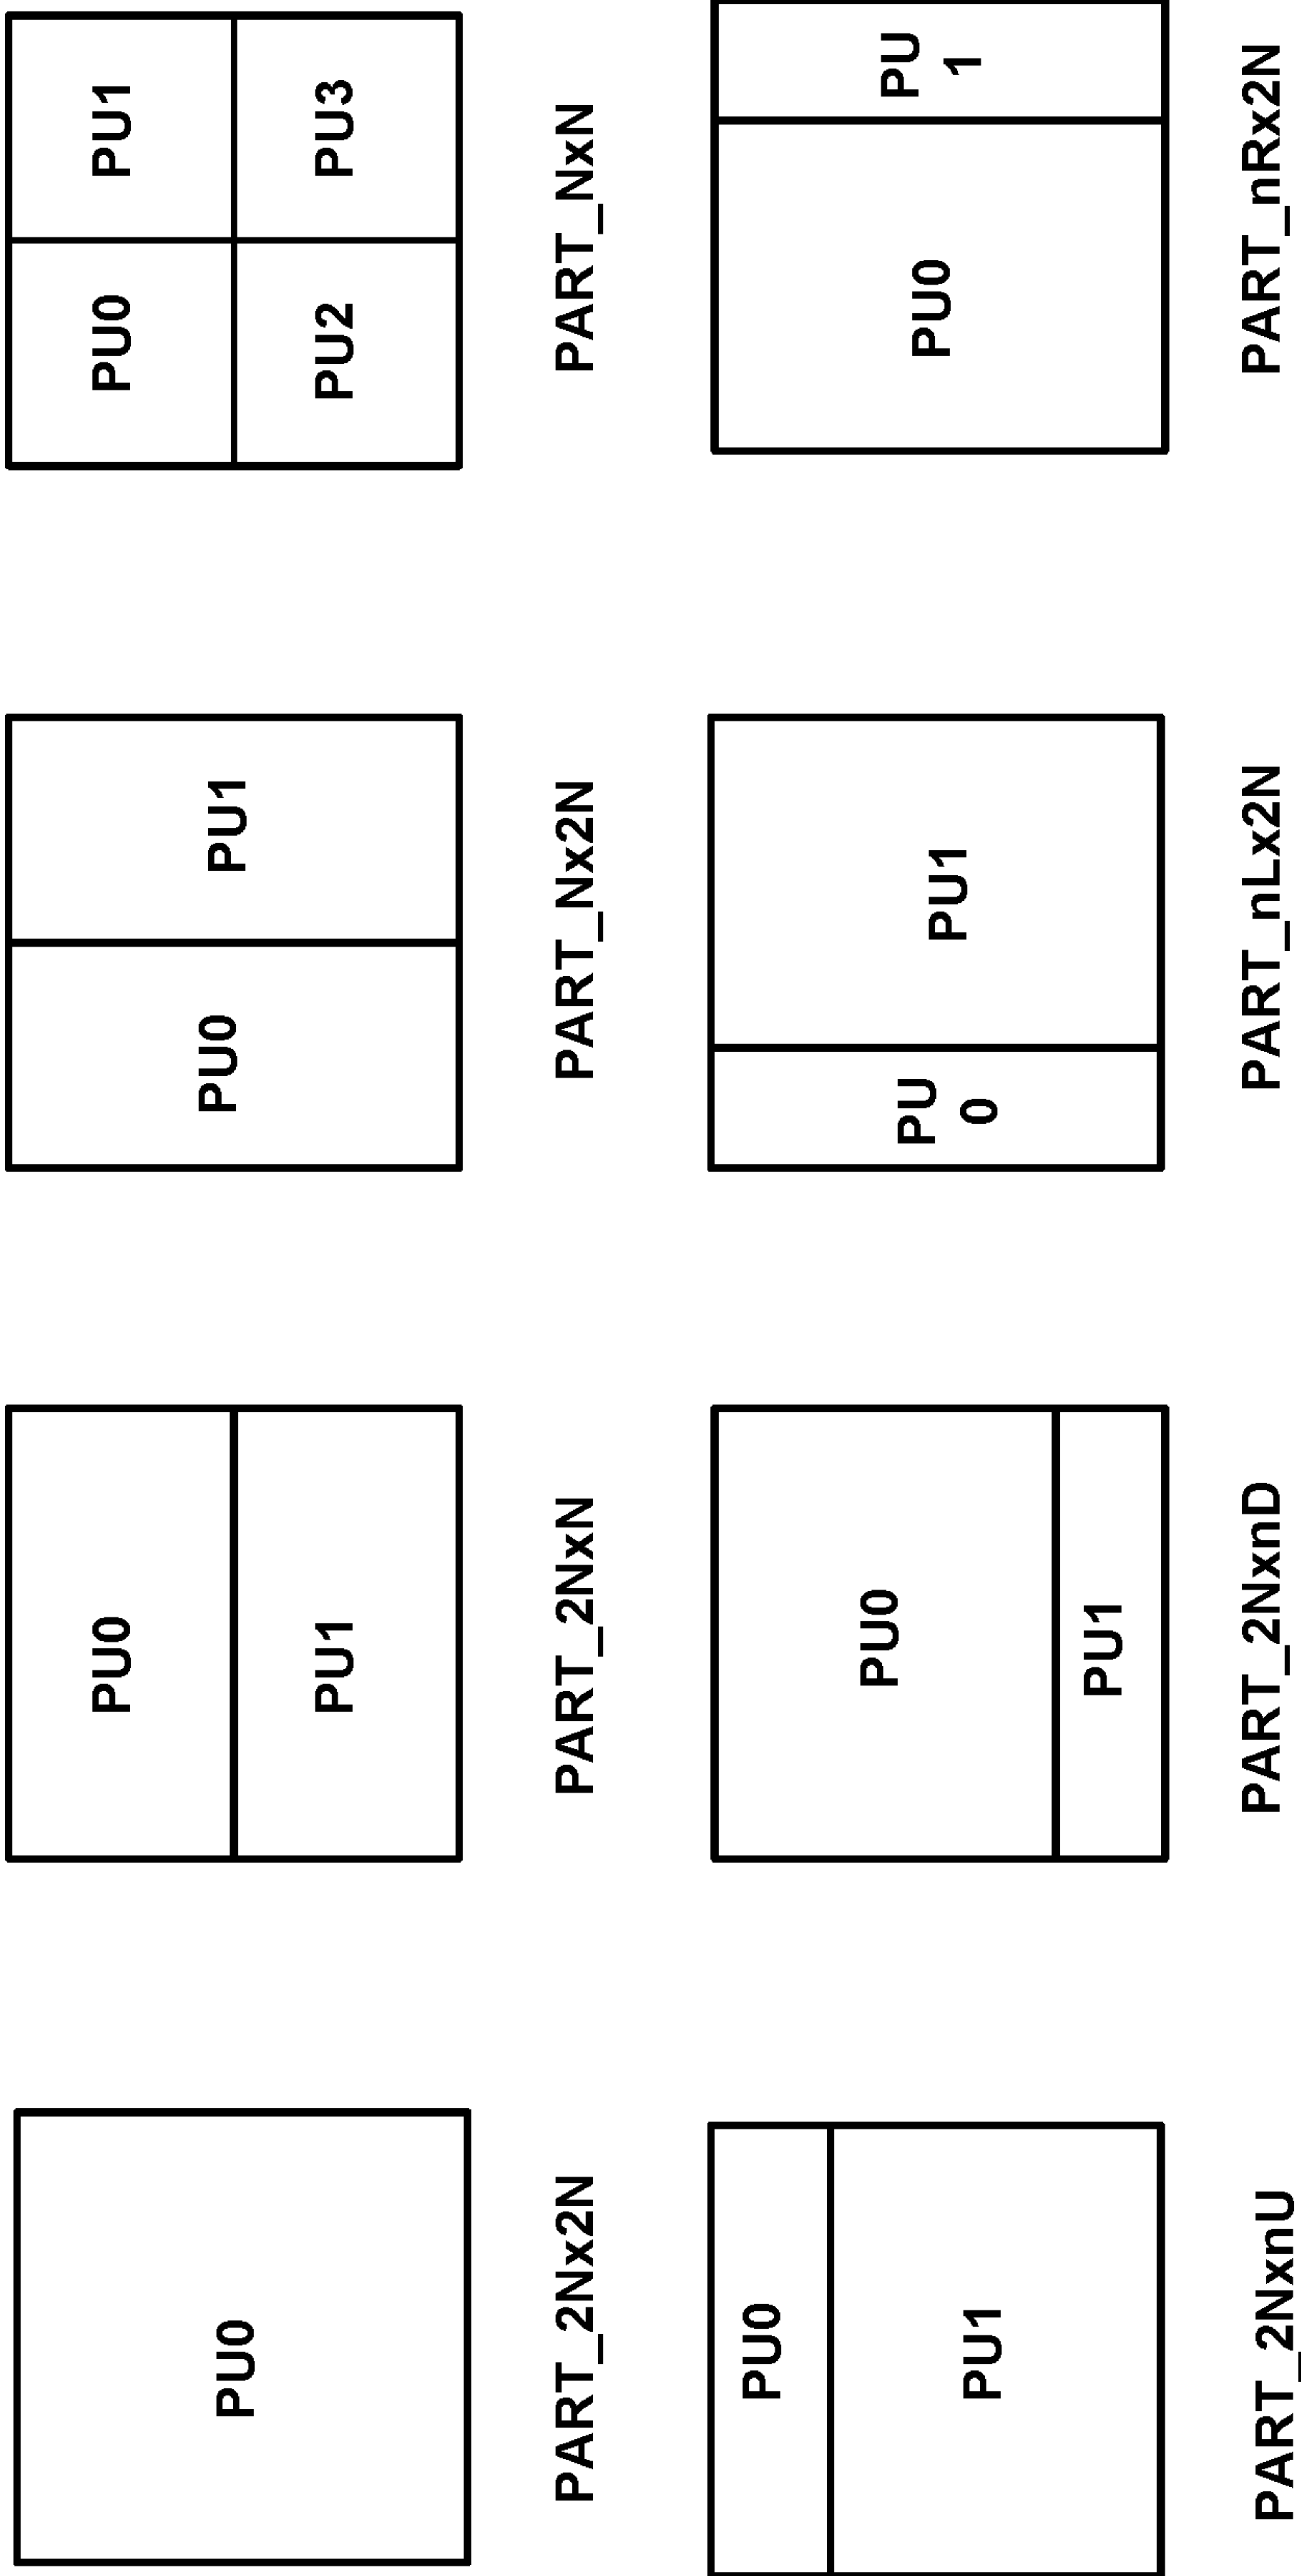 PU0
PART_2Nx2N
PU0
PU1
PART_2NxN
PU0
PU1
PART_Nx2N
PU0
PU1
PU2
PU3
PART_NxN
PU0
PU1
PART_2NxnU
PU0
PU1
PART_2NxnD
PU
0
PU1
PART_nLx2N
PU0
PU
1
PART_nRx2N